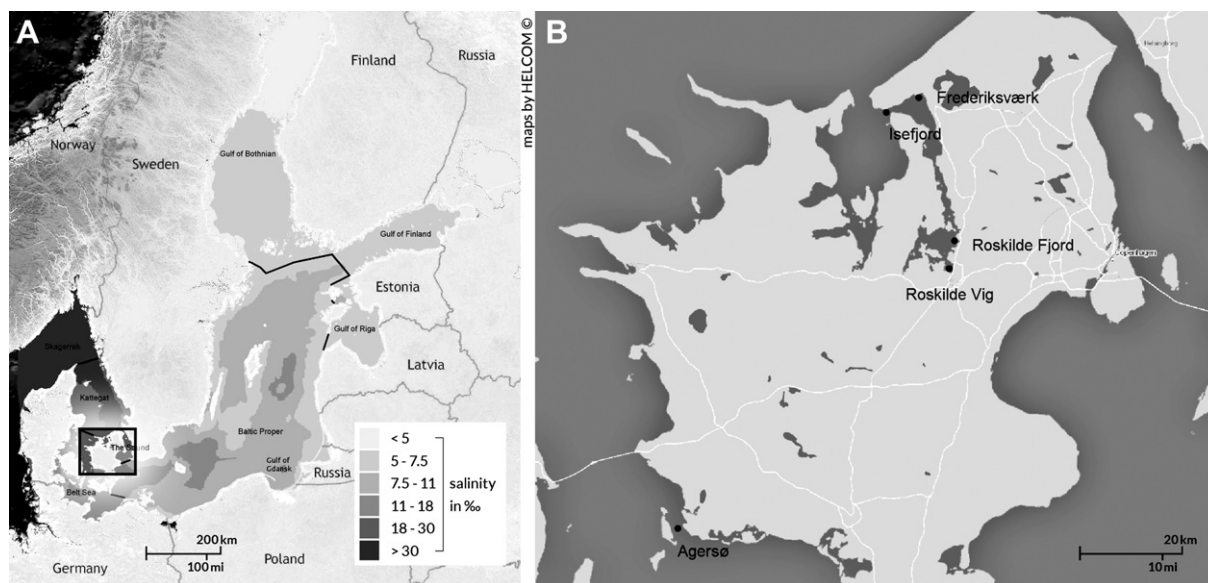 A
Finland
Russia
Norway
Sweden
Gulf of Bothnian
Gulf of Finland
Estonia
Gulf of Riga
Latvia
Skagerrak
Kattegat
The Sound
Baltic Proper
Gulf of
Gdansk
Russia
Belt Sea
Germany
Poland
200 km
100 mi
< 5
5 - 7.5
7.5 - 11
11 - 18
18 - 30
> 30
salinity
in ‰
maps by HELCOM ©
B
Helsingborg
Frederiksværk
Isefjord
Roskilde Fjord
Copenhagen
Roskilde Vig
Agersø
20 km
10 mi